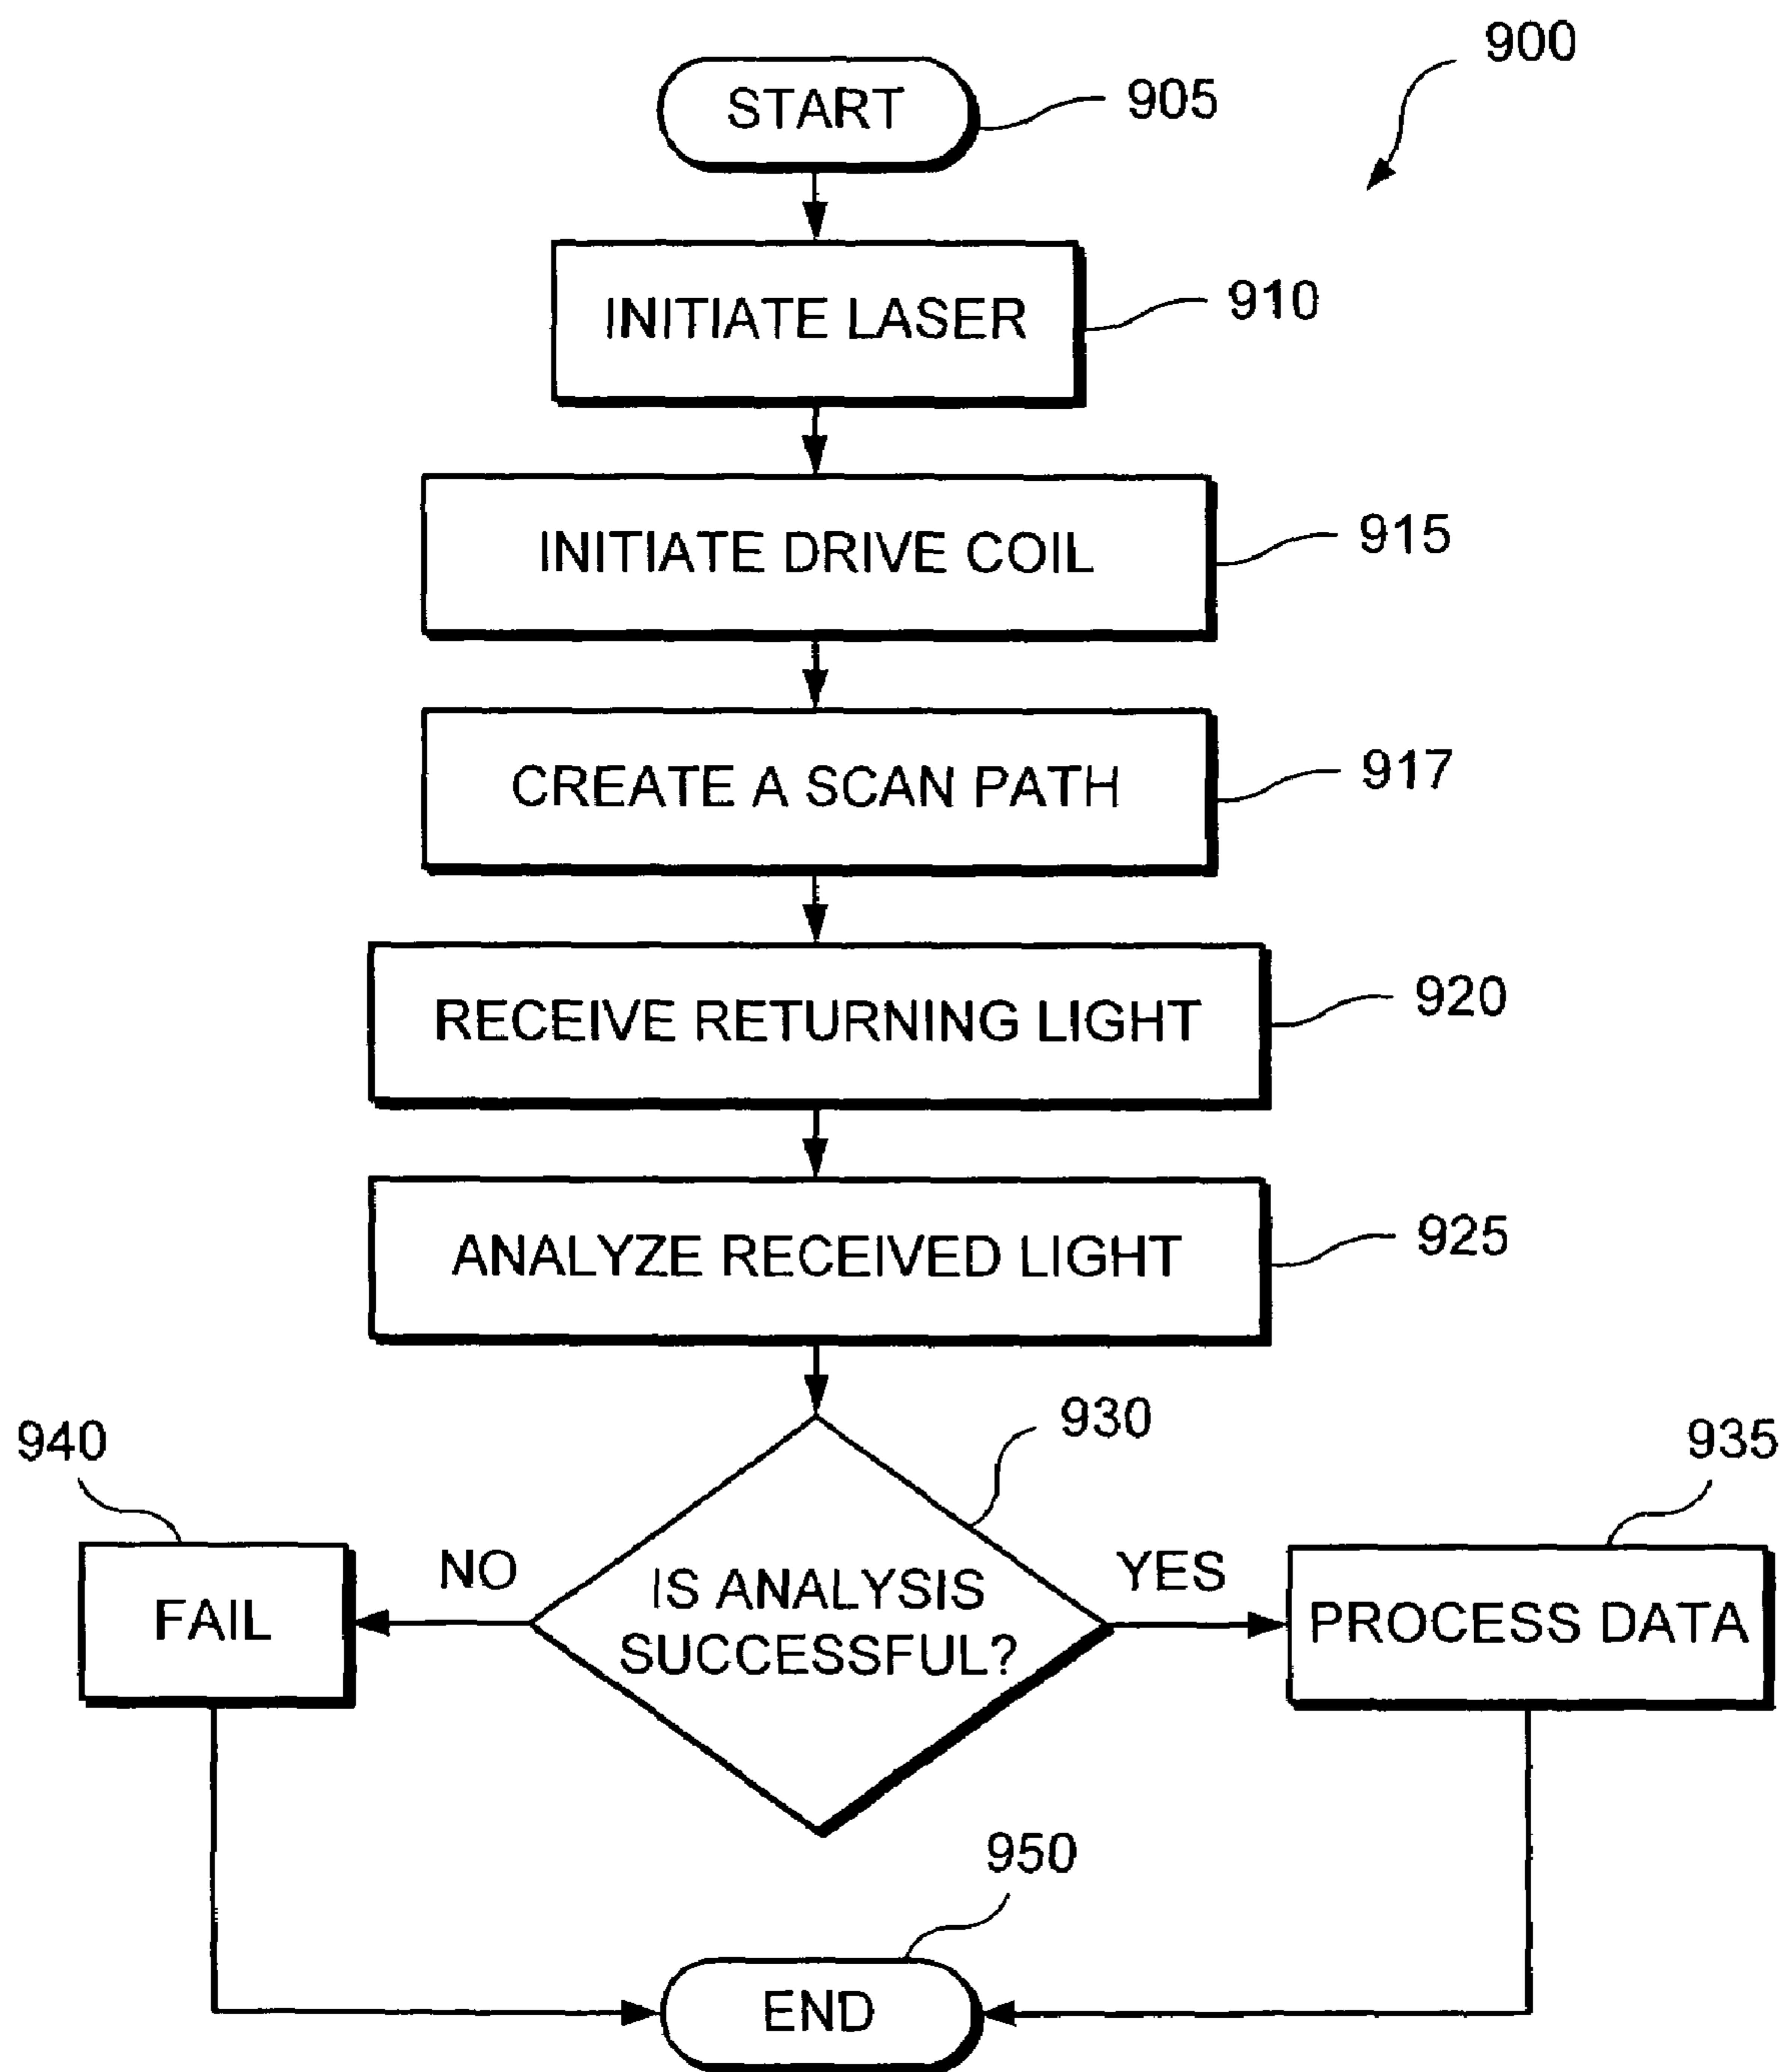 900
START
905
INITIATE LASER
910
INITIATE DRIVE COIL
915
CREATE A SCAN PATH
917
RECEIVE RETURNING LIGHT
920
ANALYZE RECEIVED LIGHT
925
930
940
935
NO
YES
IS ANALYSIS
SUCCESSFUL?
FAIL
PROCESS DATA
950
END